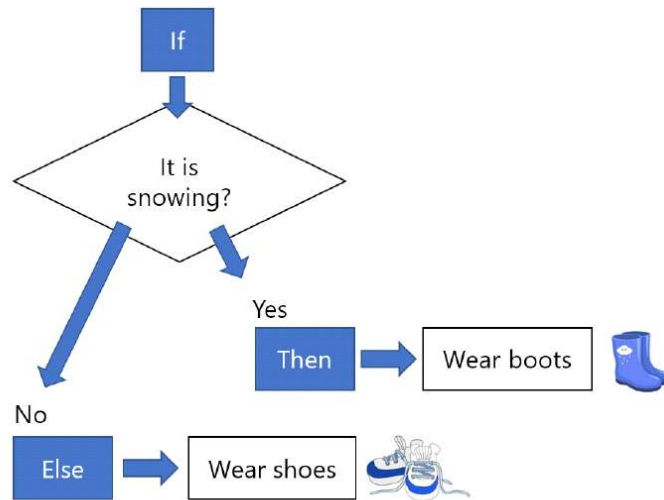 If
It is
snowing?
Yes
Then
Wear boots
No
Else
Wear shoes